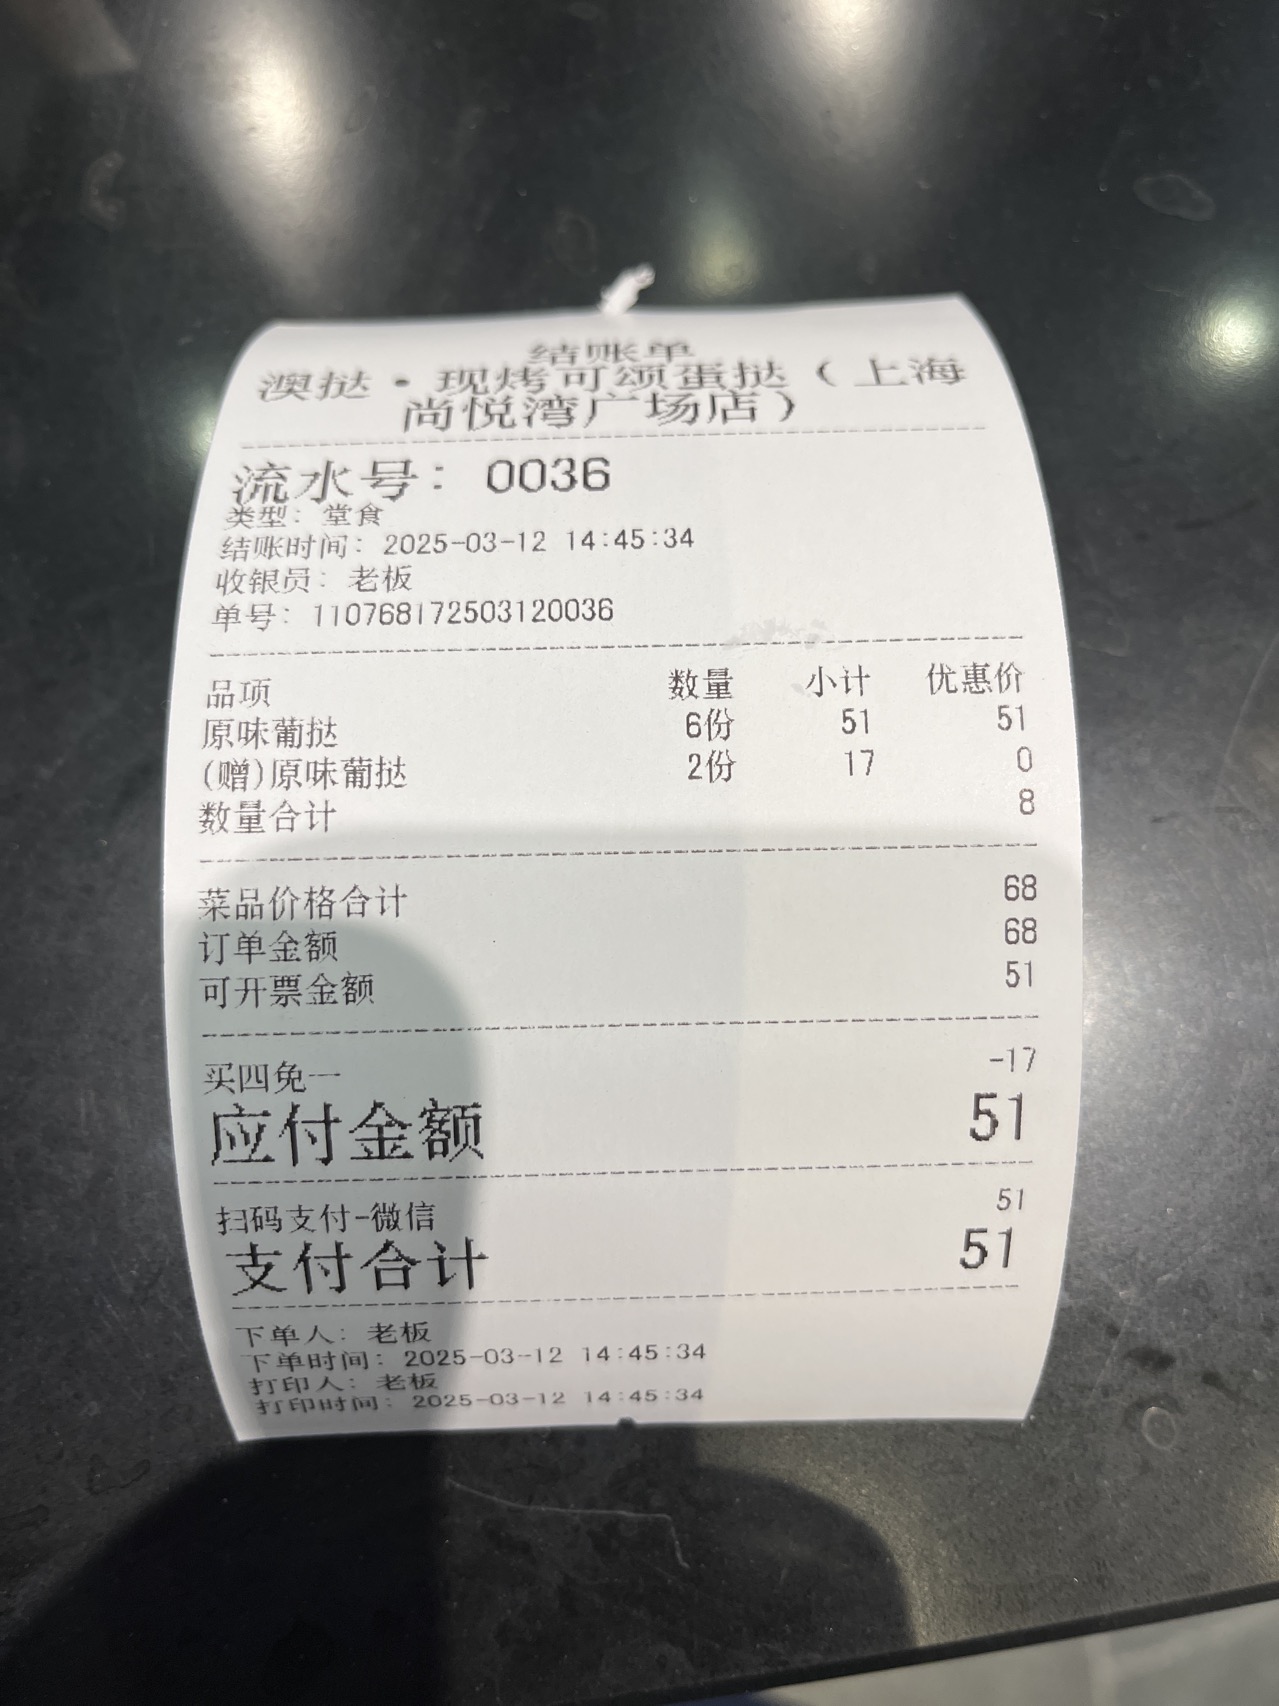 结账单
澳挞·现烤可颂蛋挞（上海
尚悦湾广场店）
流水号：0036
类型：堂食
结账时间：2025-03-12 14:45:34
收银员：老板
单号：110768172503120036
品项 数量 小计 优惠价
原味葡挞 6份 51 51
(赠)原味葡挞 2份 17 0
数量合计 8
菜品价格合计 68
订单金额 68
可开票金额 51
买四免一 -17
应付金额 51
扫码支付-微信 51
支付合计 51
下单人：老板
下单时间：2025-03-12 14:45:34
打印人：老板
打印时间：2025-03-12 14:45:34